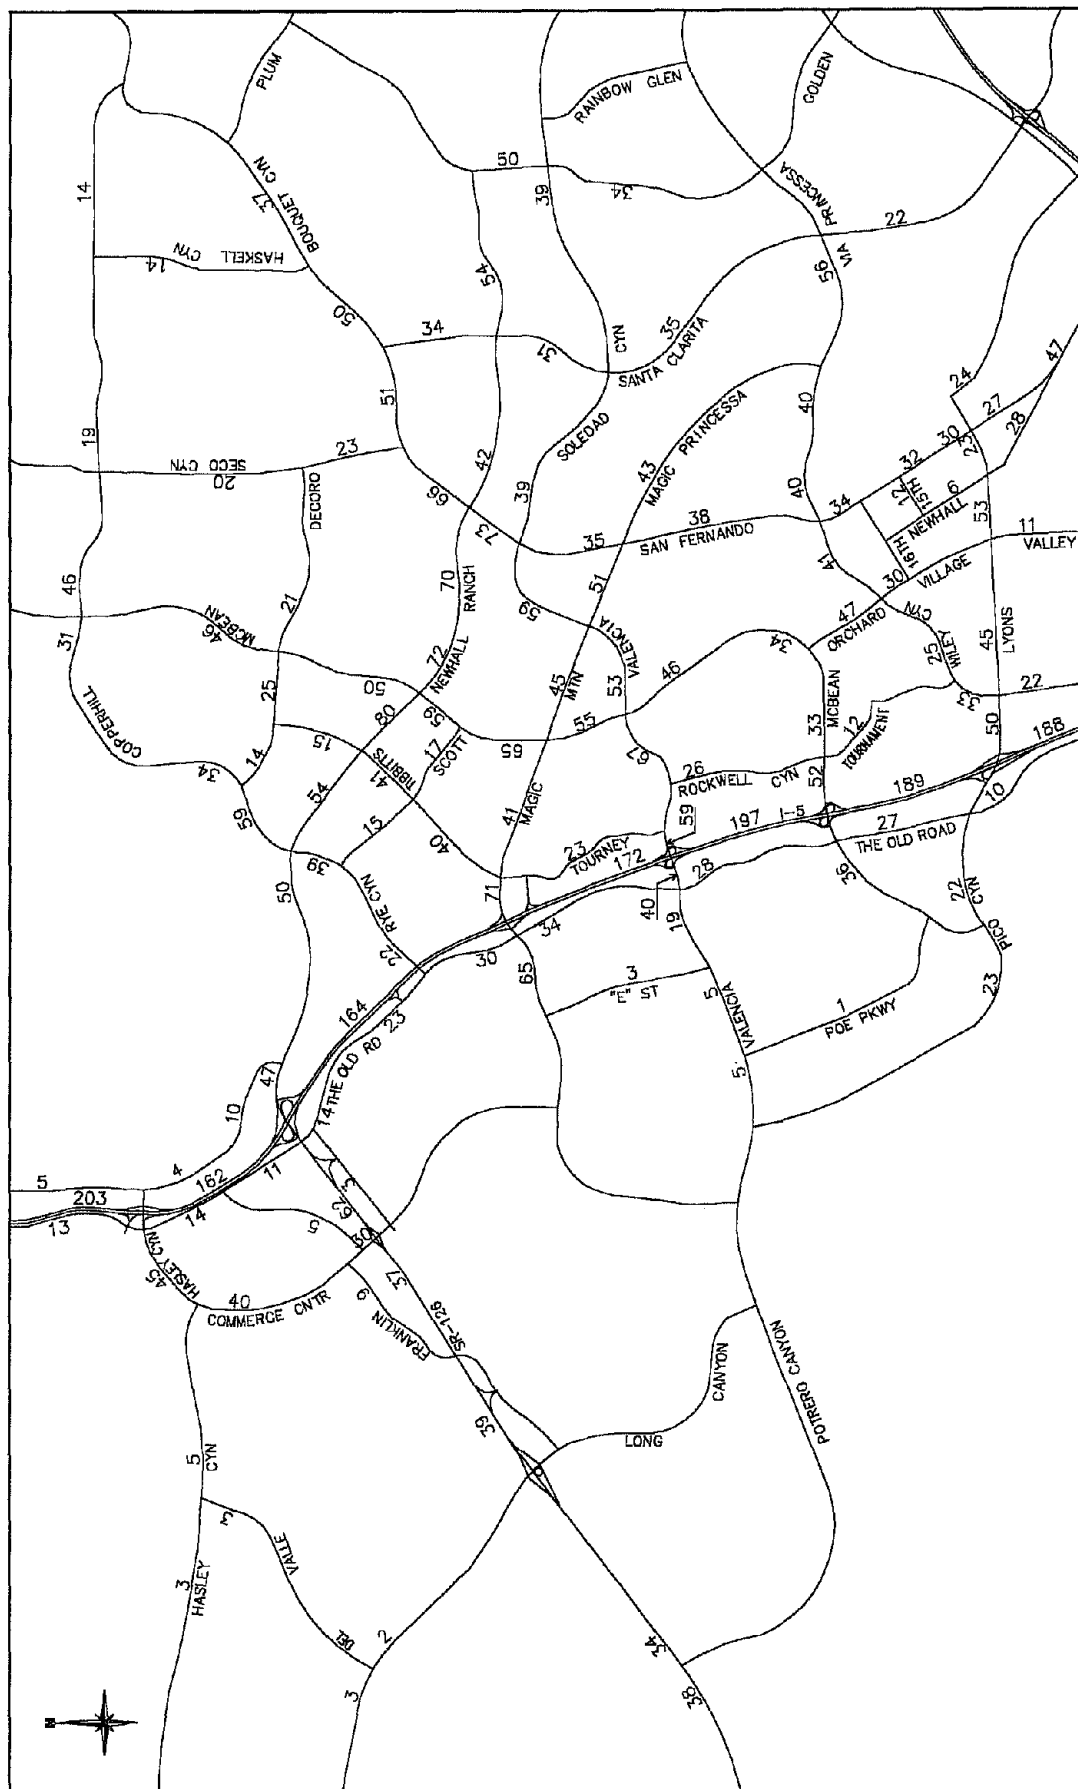 PLUM
RAINBOW GLEN
GOLDEN
14
BOUQUET CYN
37
50
39
34
PRINCESSA
VIA
22
HASKELL CYN
14
54
56
50
34
31
CYN
35
SANTA CLARITA
47
24
51
SOLEDAD
MAGIC PRINCESSA
40
27
28
19
SECO CYN
20
23
42
43
30
23
DECORO
66
39
40
32
12
15TH
6
73
35
38
SAN FERNANDO
34
16TH
NEWHALL
53
11
VALLEY
46
21
70
RANCH
51
41
30
VILLAGE
31
MCBEAN
46
59
VALENCIA
47
ORCHARD
CYN
WILEY
25
45
LYONS
25
50
72
NEWHALL
45
MTN
53
46
34
22
33
COPPERHILL
80
59
55
MCBEAN
33
12
TOURNAMENT
50
188
14
15
TIBBITS
41
17
SCOTT
65
67
26
ROCKWELL CYN
52
189
34
54
59
15
41
MAGIC
40
59
197
I-5
10
27
THE OLD ROAD
39
23
TOURNEY
172
28
36
50
RYE CYN
22
71
34
40
19
22
PICO CYN
30
65
3
"E" ST
5
VALENCIA
23
164
23
THE OLD RD
1
POE PKWY
5
47
10
14
4
11
5
162
203
13
14
3
62
5
30
HASLEY CYN
45
40
COMMERCE CNTR
37
9
FRANKLIN
SR-126
CANYON
POTRERO CANYON
39
LONG
5
CYN
3
VALLE
3
HASLEY
DEL
2
34
3
38
N